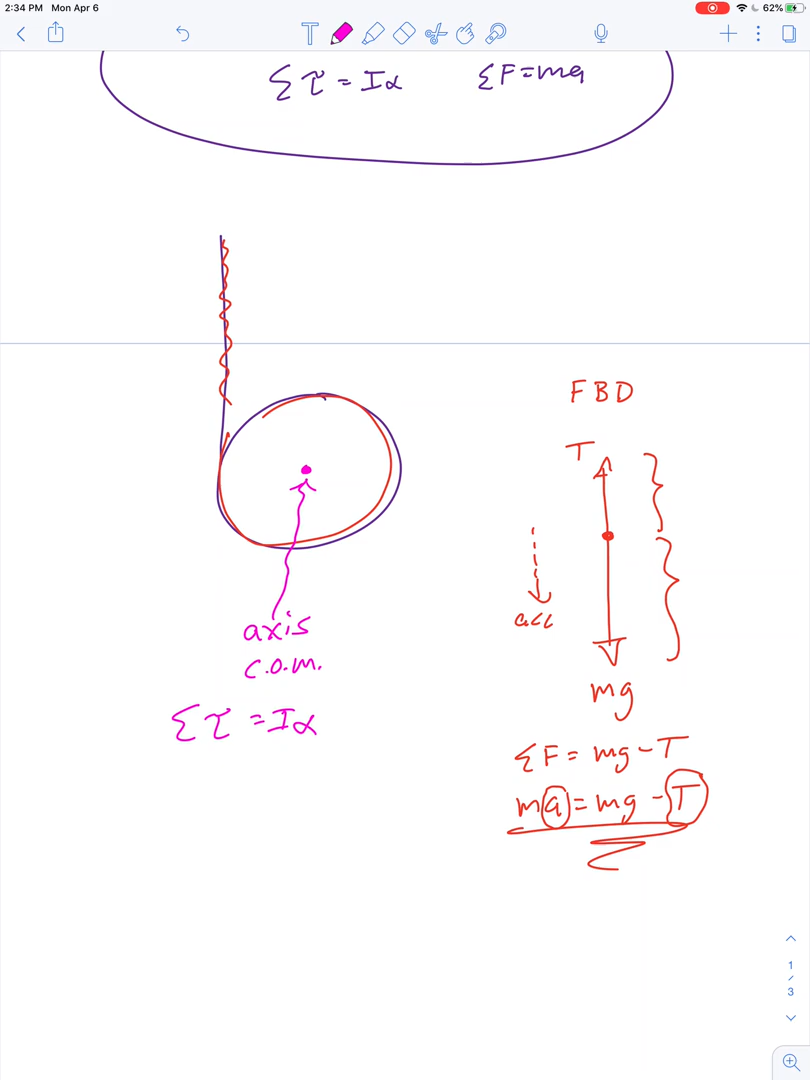 2:34 PM Mon Apr 6
62%
T
Στ = Iα ΣF = ma
FBD
T
acc
axis
c.o.m.
mg
Στ = Iα
ΣF = mg - T
ma = mg - T
1
/
3